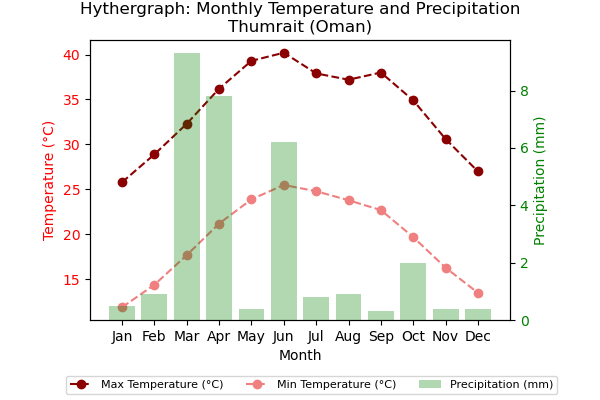 Hythergraph: Monthly Temperature and Precipitation
Thumrait (Oman)
40
35
30
25
20
15
Temperature (°C)
8
6
4
2
0
Precipitation (mm)
Jan Feb Mar Apr May Jun Jul Aug Sep Oct Nov Dec
Month
Max Temperature (°C) Min Temperature (°C) Precipitation (mm)